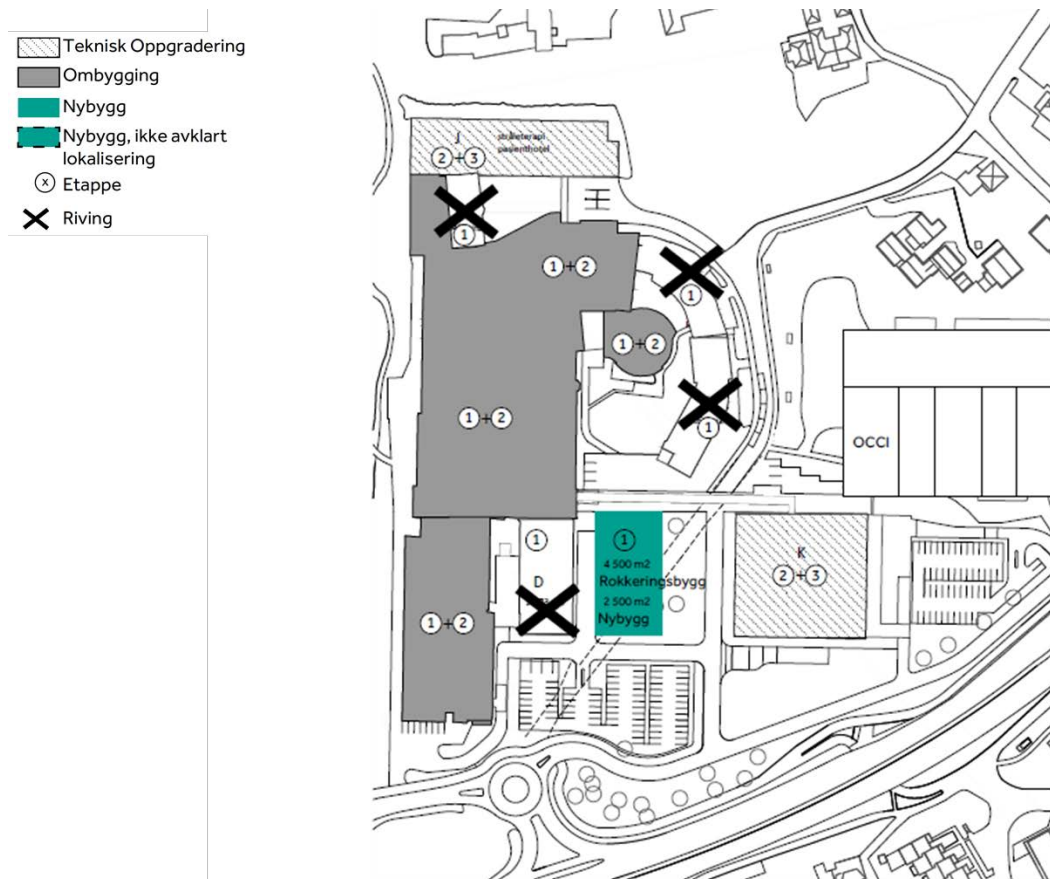 Teknisk Oppgradering
Ombygging
Nybygg
Nybygg, ikke avklart
lokalisering
x Etappe
Riving
J
stråleterapi
pasienthotel
2+3
1
1+2
1
1+2
1
1+2
OCCI
1
D
1
4 500 m2
Rokkeringsbygg
2 500 m2
Nybygg
K
2+3
1+2